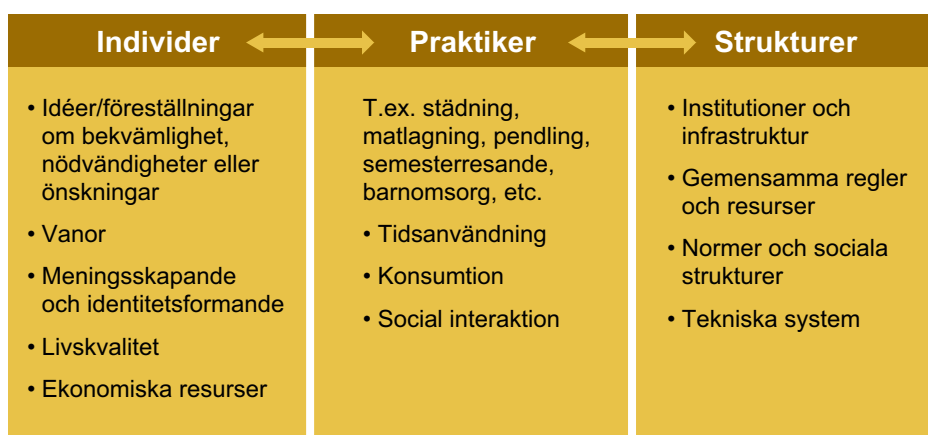 Individer
Praktiker
Strukturer
• Idéer/föreställningar
om bekvämlighet,
nödvändigheter eller
önskningar
• Vanor
• Meningsskapande
och identitetsformande
• Livskvalitet
• Ekonomiska resurser
T.ex. städning,
matlagning, pendling,
semesterresande,
barnomsorg, etc.
• Tidsanvändning
• Konsumtion
• Social interaktion
• Institutioner och
infrastruktur
• Gemensamma regler
och resurser
• Normer och sociala
strukturer
• Tekniska system